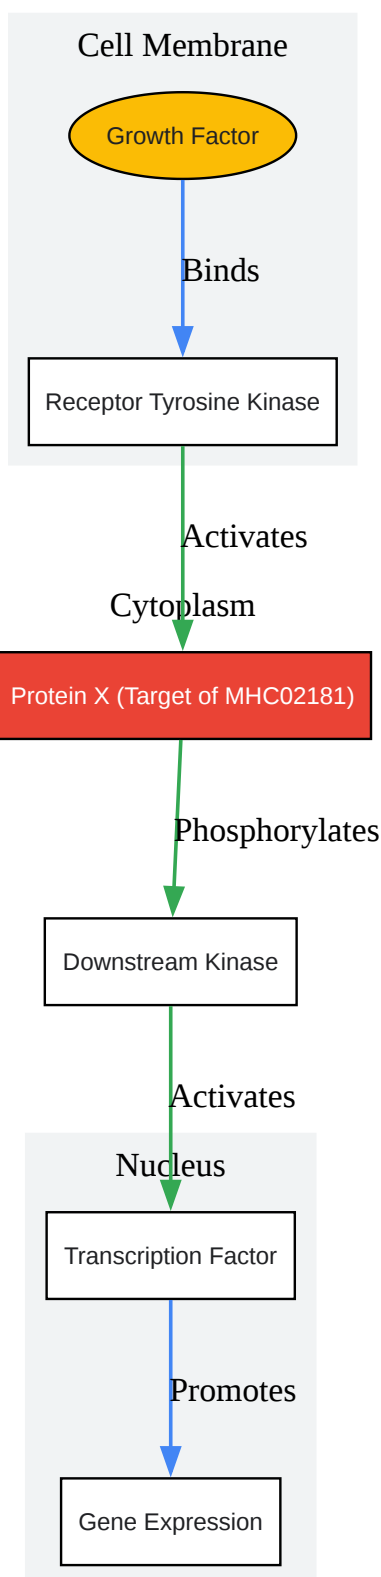 Cell Membrane
Growth Factor
Binds
Receptor Tyrosine Kinase
Activates
Cytoplasm
Protein X (Target of MHC02181)
Phosphorylates
Downstream Kinase
Activates
Nucleus
Transcription Factor
Promotes
Gene Expression